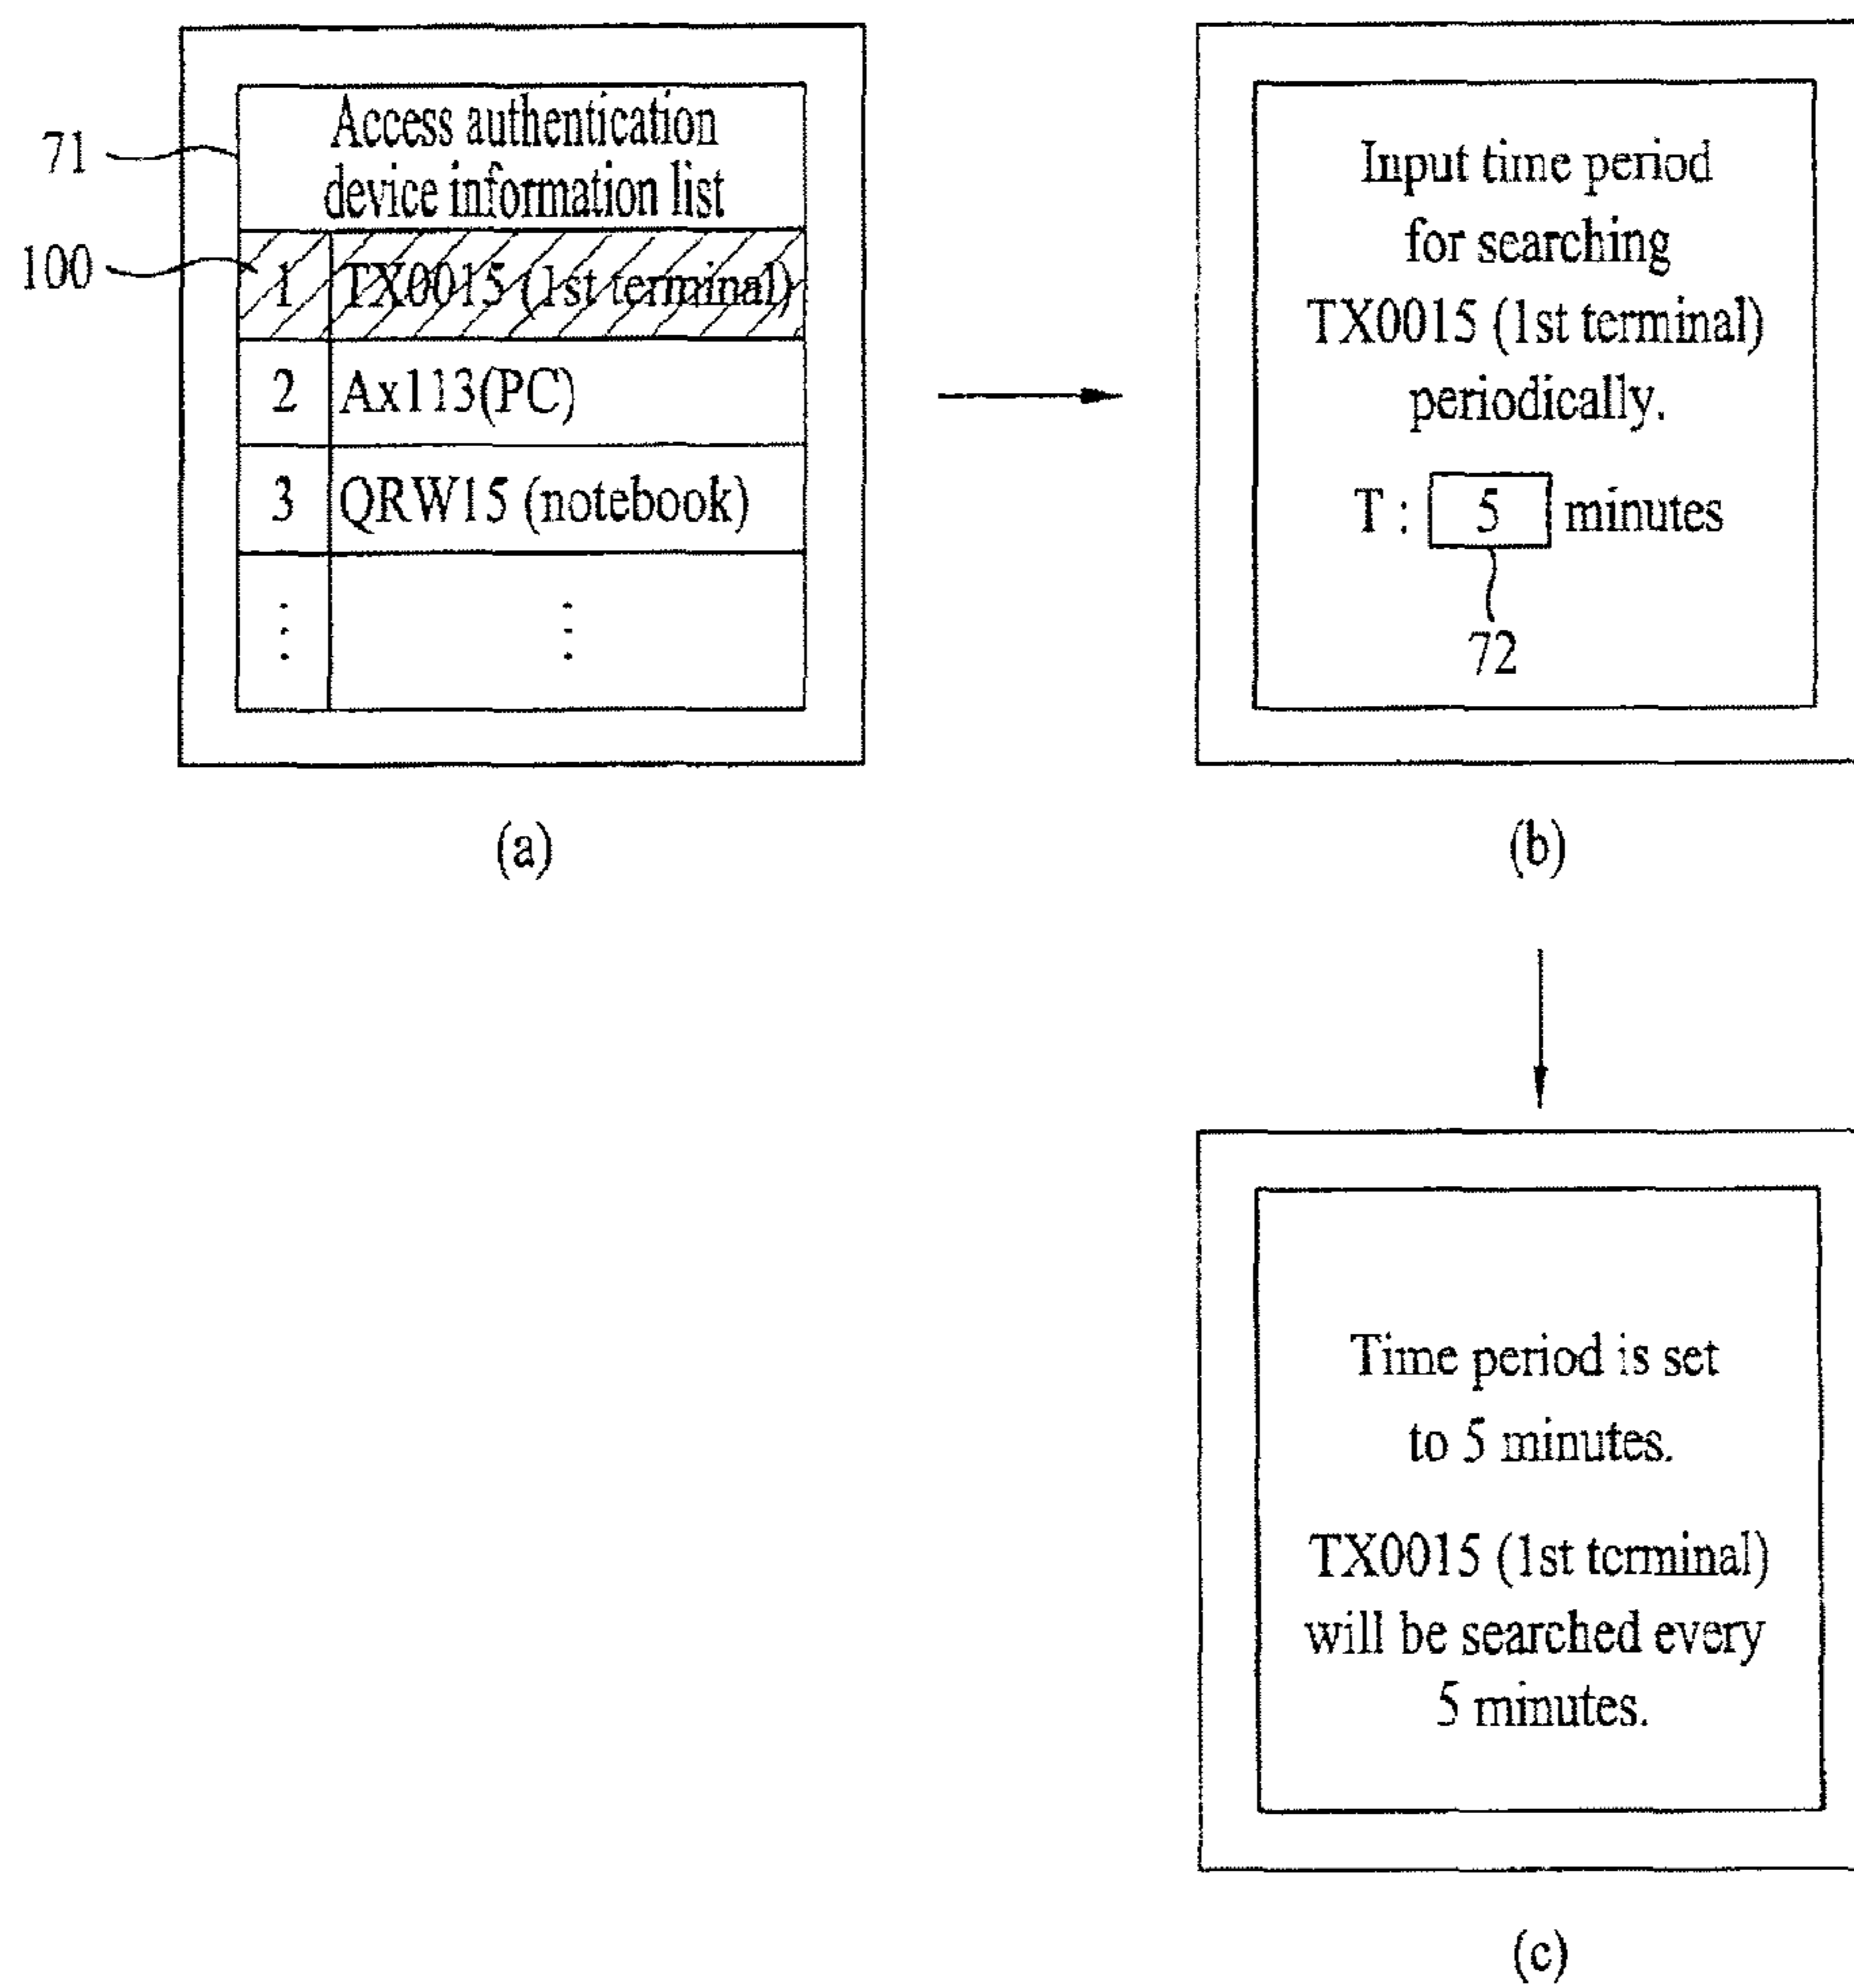 Access authentication
device information list
71
100
1 TX0015 (1st terminal)
2 Ax113(PC)
3 QRW15 (notebook)
(a)
Input time period
for searching
TX0015 (1st terminal)
periodically.
T : 5 minutes
72
(b)
Time period is set
to 5 minutes.
TX0015 (1st terminal)
will be searched every
5 minutes.
(c)